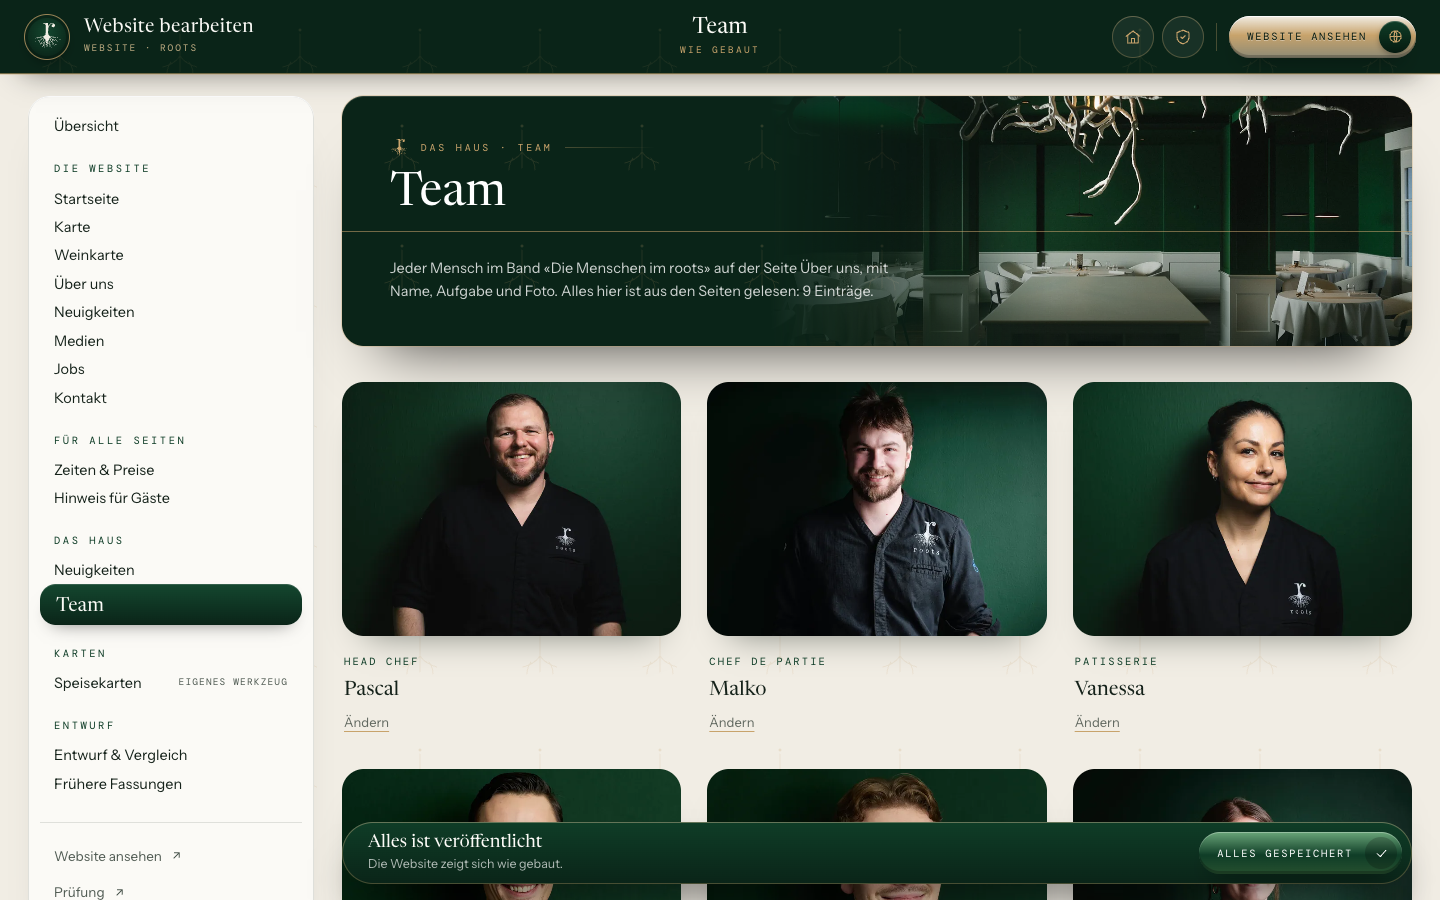 Website bearbeiten
WEBSITE · ROOTS
Team
WIE GEBAUT
WEBSITE ANSEHEN
Übersicht
DIE WEBSITE
Startseite
Karte
Weinkarte
Über uns
Neuigkeiten
Medien
Jobs
Kontakt
FÜR ALLE SEITEN
Zeiten & Preise
Hinweis für Gäste
DAS HAUS
Neuigkeiten
Team
KARTEN
Speisekarten EIGENES WERKZEUG
ENTWURF
Entwurf & Vergleich
Frühere Fassungen
Website ansehen
Prüfung
DAS HAUS · TEAM
Team
Jeder Mensch im Band «Die Menschen im roots» auf der Seite Über uns, mit
Name, Aufgabe und Foto. Alles hier ist aus den Seiten gelesen: 9 Einträge.
roots
roots
roots
HEAD CHEF
Pascal
Ändern
CHEF DE PARTIE
Malko
Ändern
PATISSERIE
Vanessa
Ändern
Alles ist veröffentlicht
Die Website zeigt sich wie gebaut.
ALLES GESPEICHERT